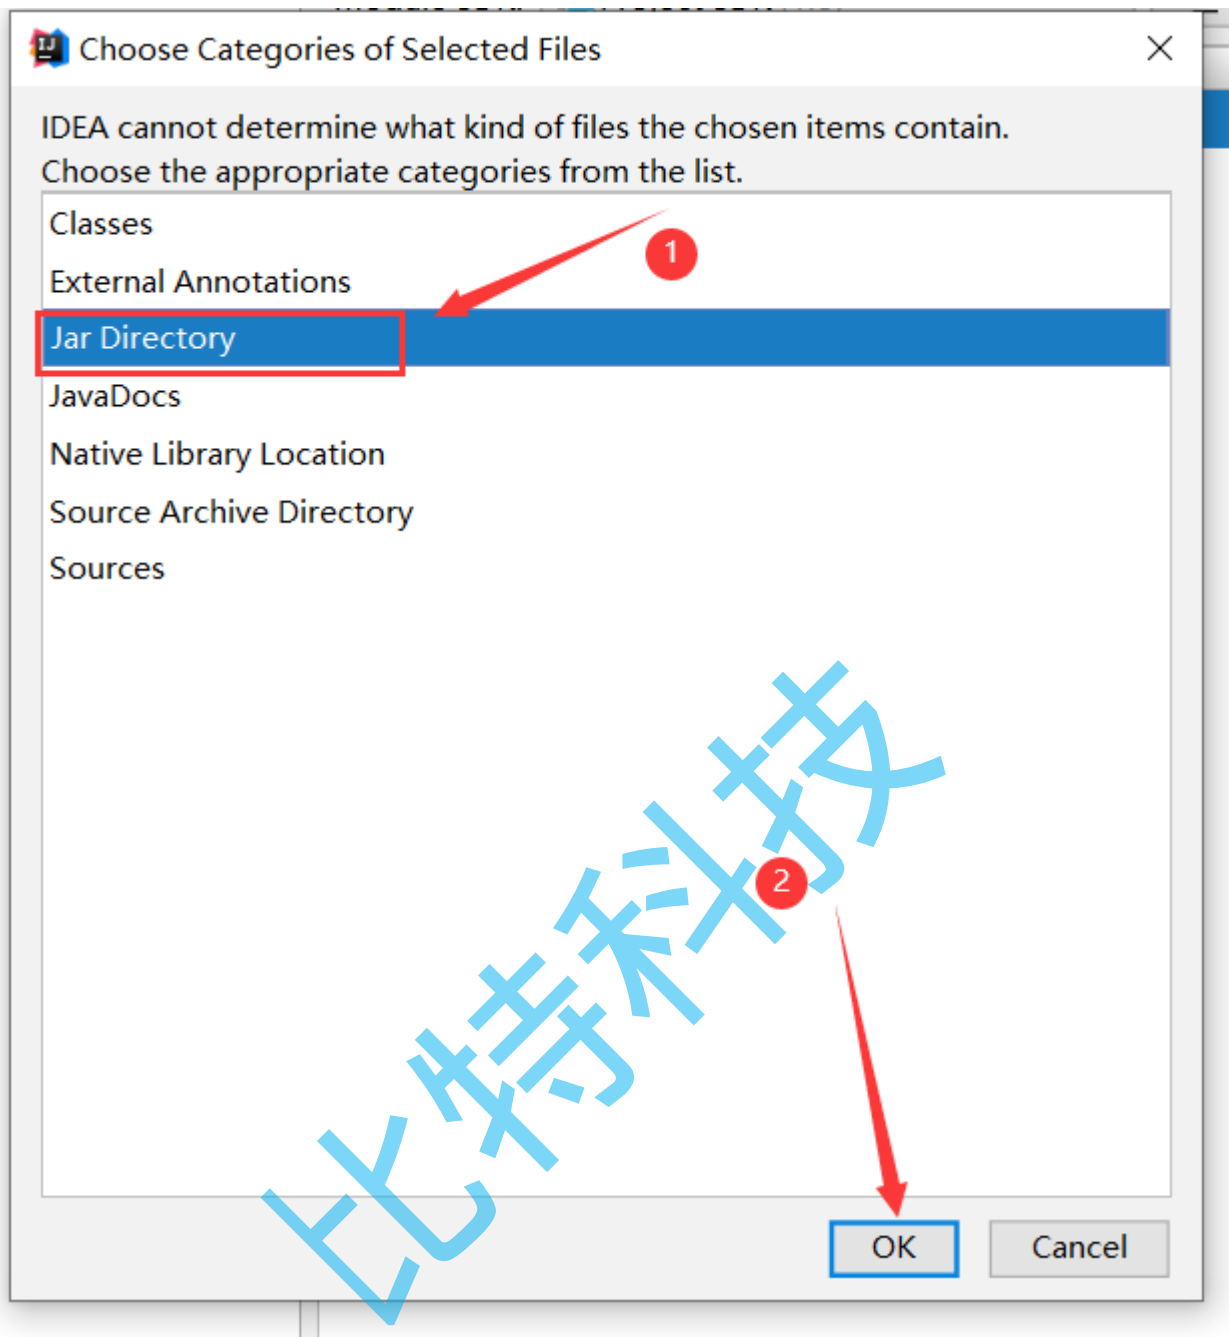 Choose Categories of Selected Files
IDEA cannot determine what kind of files the chosen items contain.
Choose the appropriate categories from the list.
Classes
1
External Annotations
Jar Directory
JavaDocs
Native Library Location
Source Archive Directory
Sources
2
比特科技
OK
Cancel